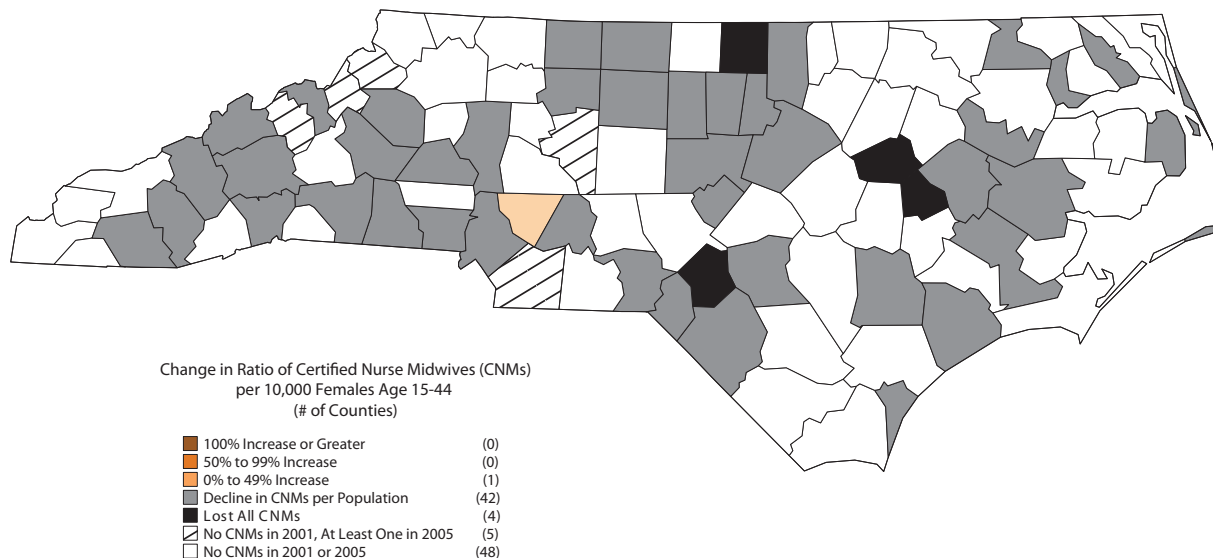 Change in Ratio of Certified Nurse Midwives (CNMs)
per 10,000 Females Age 15-44
(# of Counties)
100% Increase or Greater (0)
50% to 99% Increase (0)
0% to 49% Increase (1)
Decline in CNMs per Population (42)
Lost All CNMs (4)
No CNMs in 2001, At Least One in 2005 (5)
No CNMs in 2001 or 2005 (48)